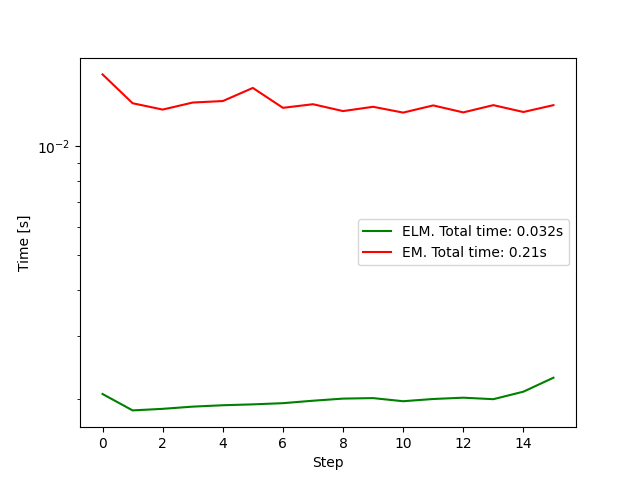 10⁻²
Time [s]
ELM. Total time: 0.032s
EM. Total time: 0.21s
0 2 4 6 8 10 12 14
Step